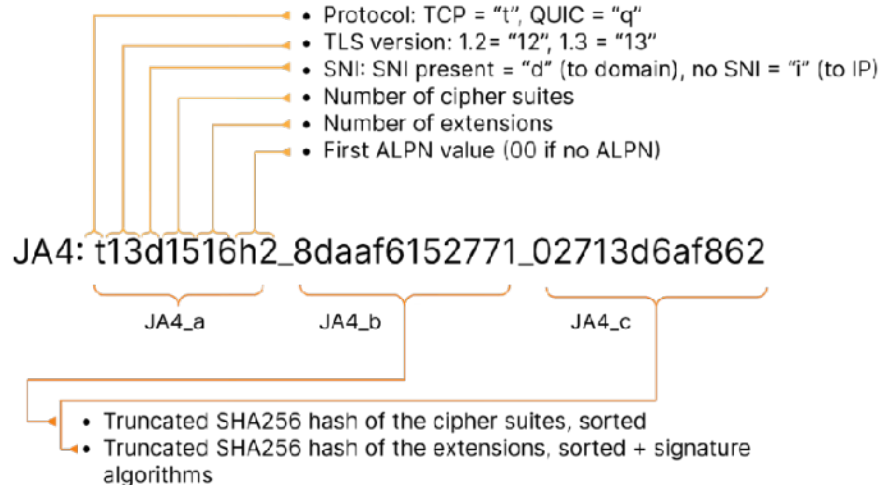 • Protocol: TCP = “t”, QUIC = “q”
• TLS version: 1.2= “12”, 1.3 = “13”
• SNI: SNI present = “d” (to domain), no SNI = “i” (to IP)
• Number of cipher suites
• Number of extensions
• First ALPN value (00 if no ALPN)
JA4: t13d1516h2_8daaf6152771_02713d6af862
JA4_a JA4_b JA4_c
• Truncated SHA256 hash of the cipher suites, sorted
• Truncated SHA256 hash of the extensions, sorted + signature
algorithms